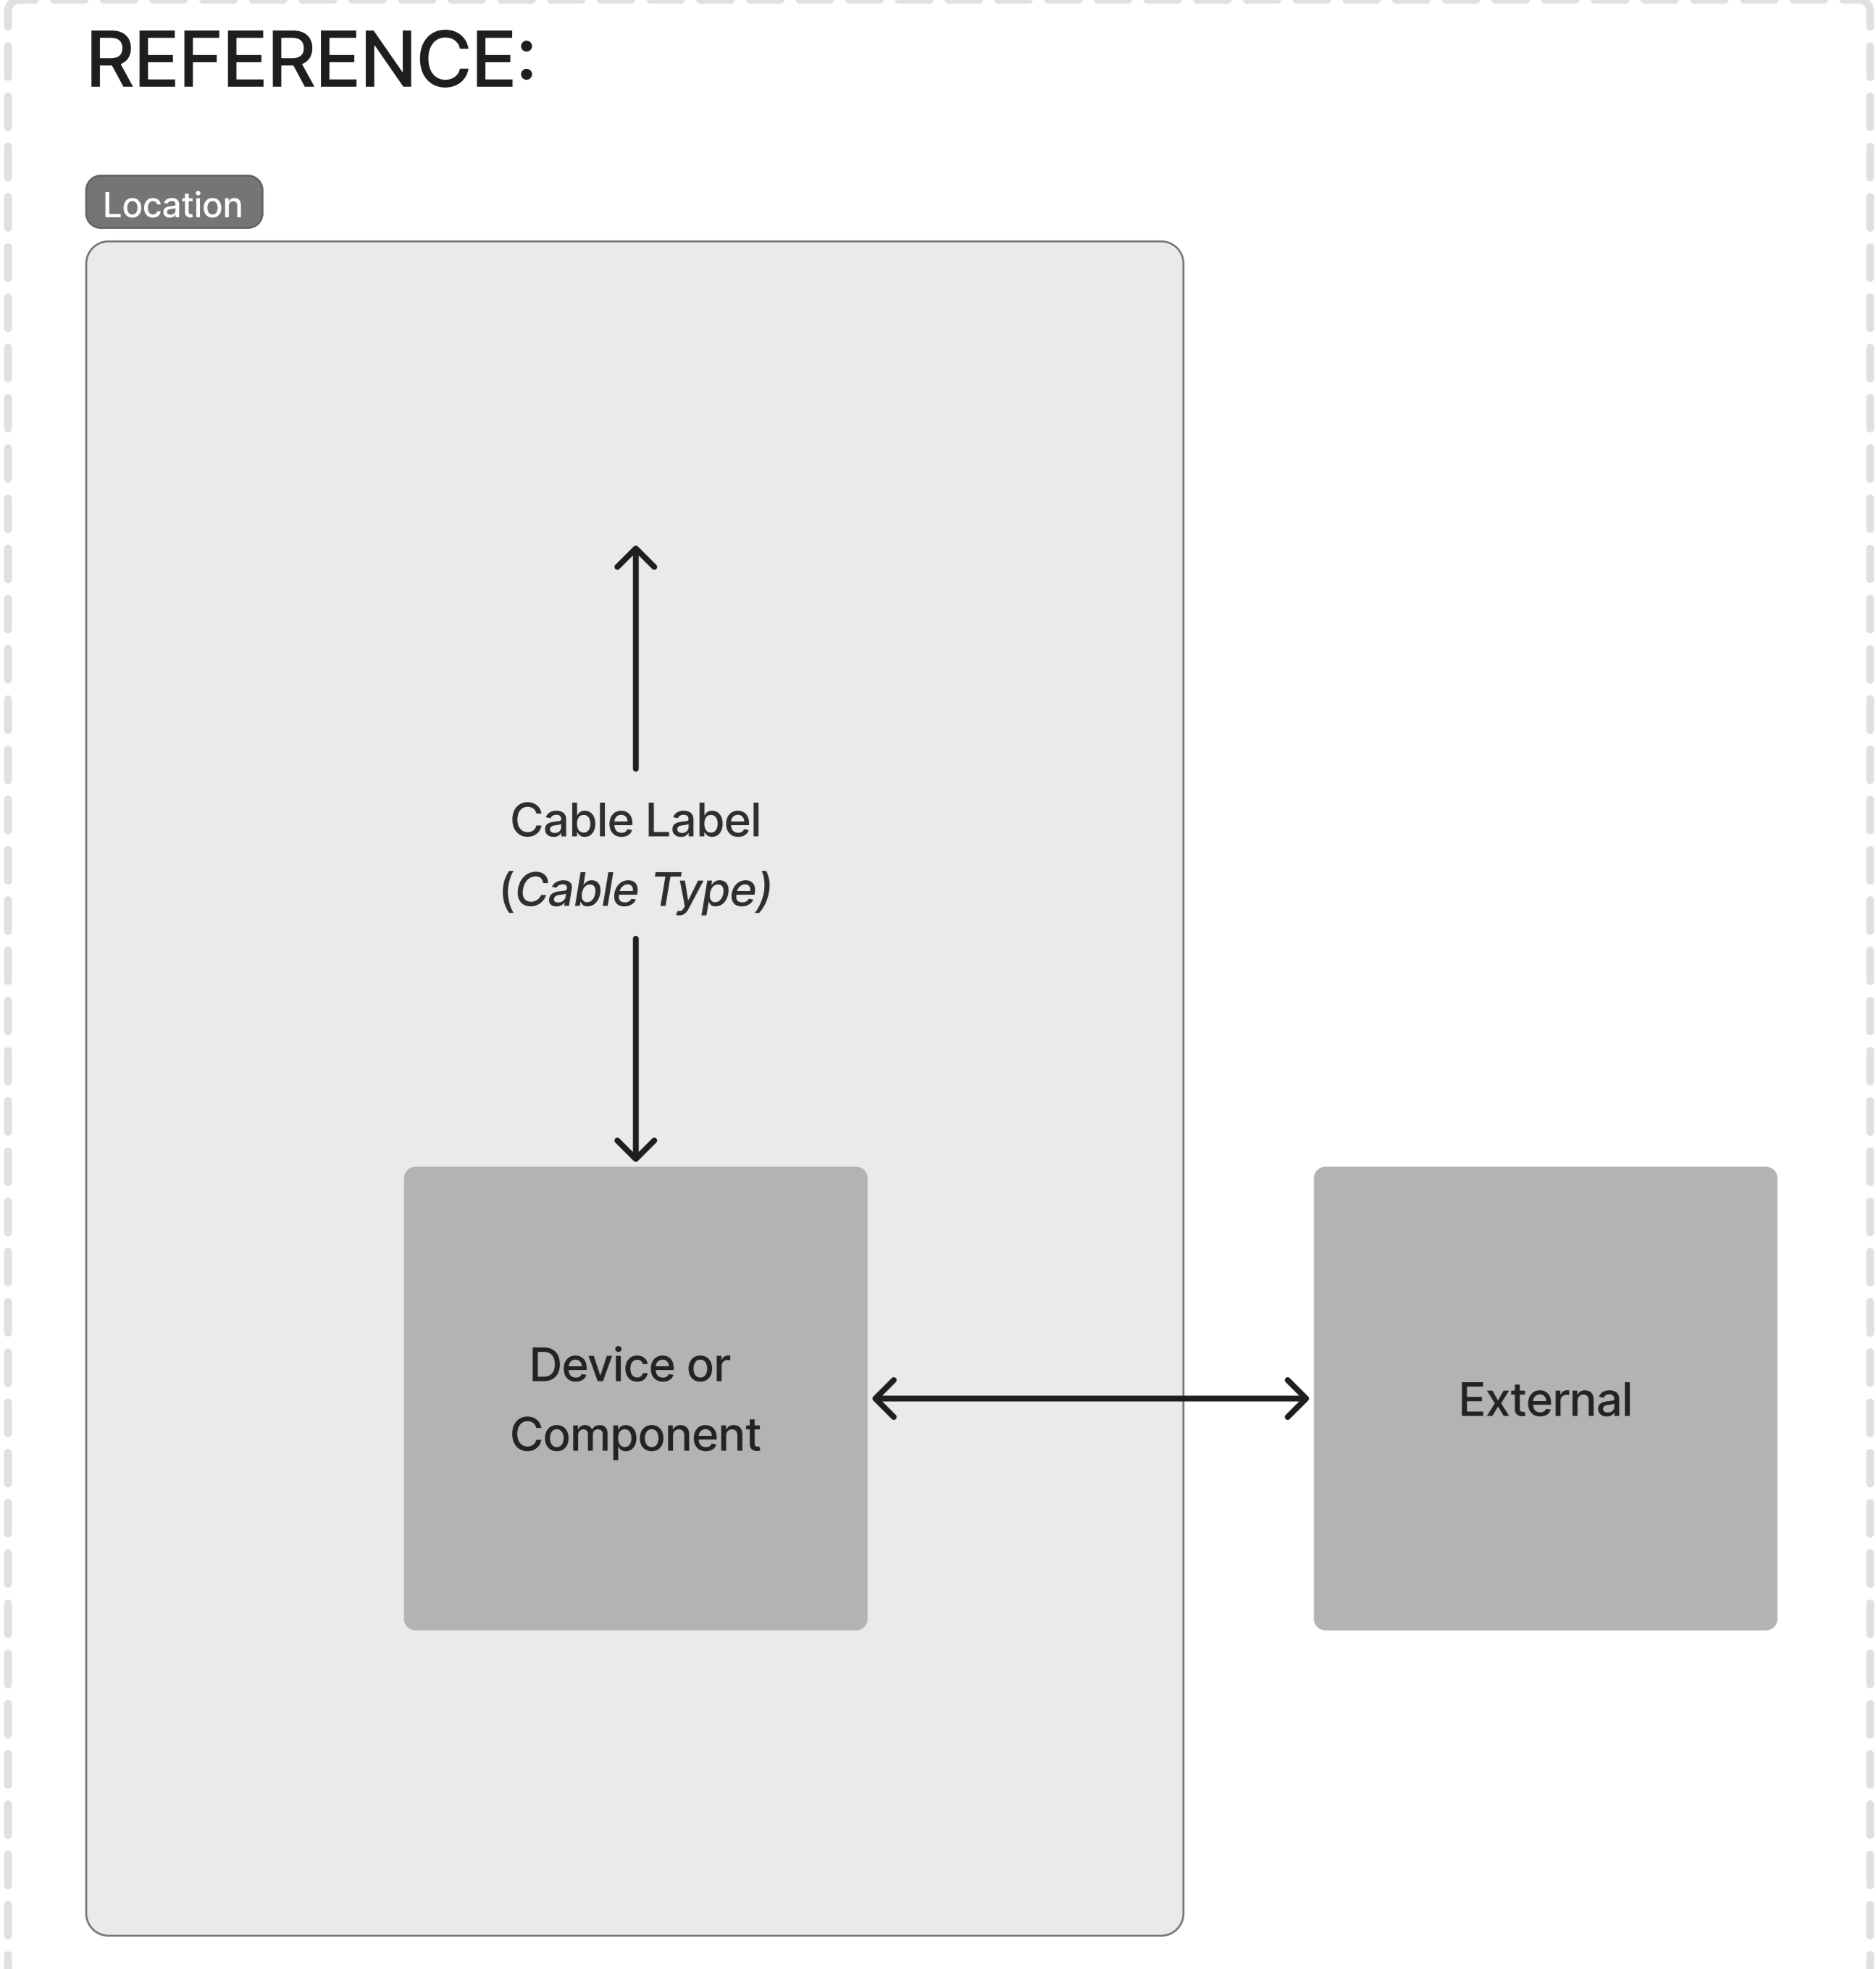 REFERENCE:
Location
Cable Label
(Cable Type)
Device or
Component
External